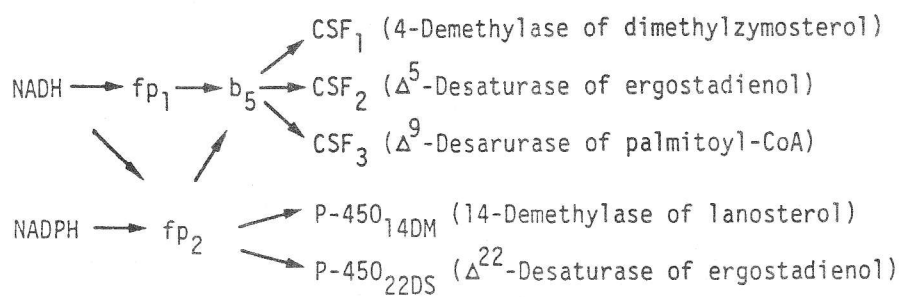 CSF1 (4-Demethylase of dimethylzymosterol)
NADH → fp1 → b5 → CSF2 (Δ5-Desaturase of ergostadienol)
CSF3 (Δ9-Desarurase of palmitoyl-CoA)
NADPH → fp2 P-45014DM (14-Demethylase of lanosterol)
P-45022DS (Δ22-Desaturase of ergostadienol)